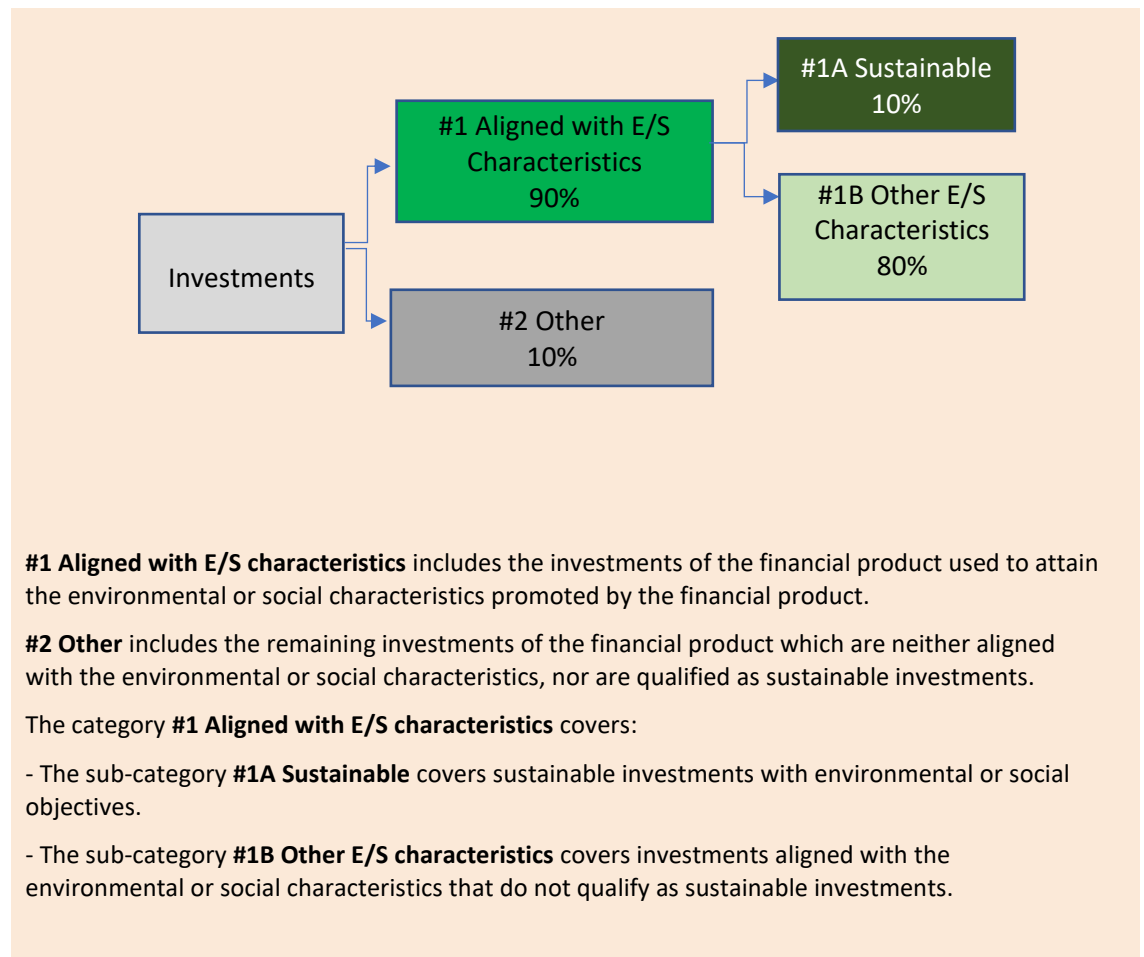 #1A Sustainable
10%
#1 Aligned with E/S
Characteristics
90%
#1B Other E/S
Characteristics
80%
Investments
#2 Other
10%
#1 Aligned with E/S characteristics includes the investments of the financial product used to attain
the environmental or social characteristics promoted by the financial product.
#2 Other includes the remaining investments of the financial product which are neither aligned
with the environmental or social characteristics, nor are qualified as sustainable investments.
The category #1 Aligned with E/S characteristics covers:
- The sub-category #1A Sustainable covers sustainable investments with environmental or social
objectives.
- The sub-category #1B Other E/S characteristics covers investments aligned with the
environmental or social characteristics that do not qualify as sustainable investments.